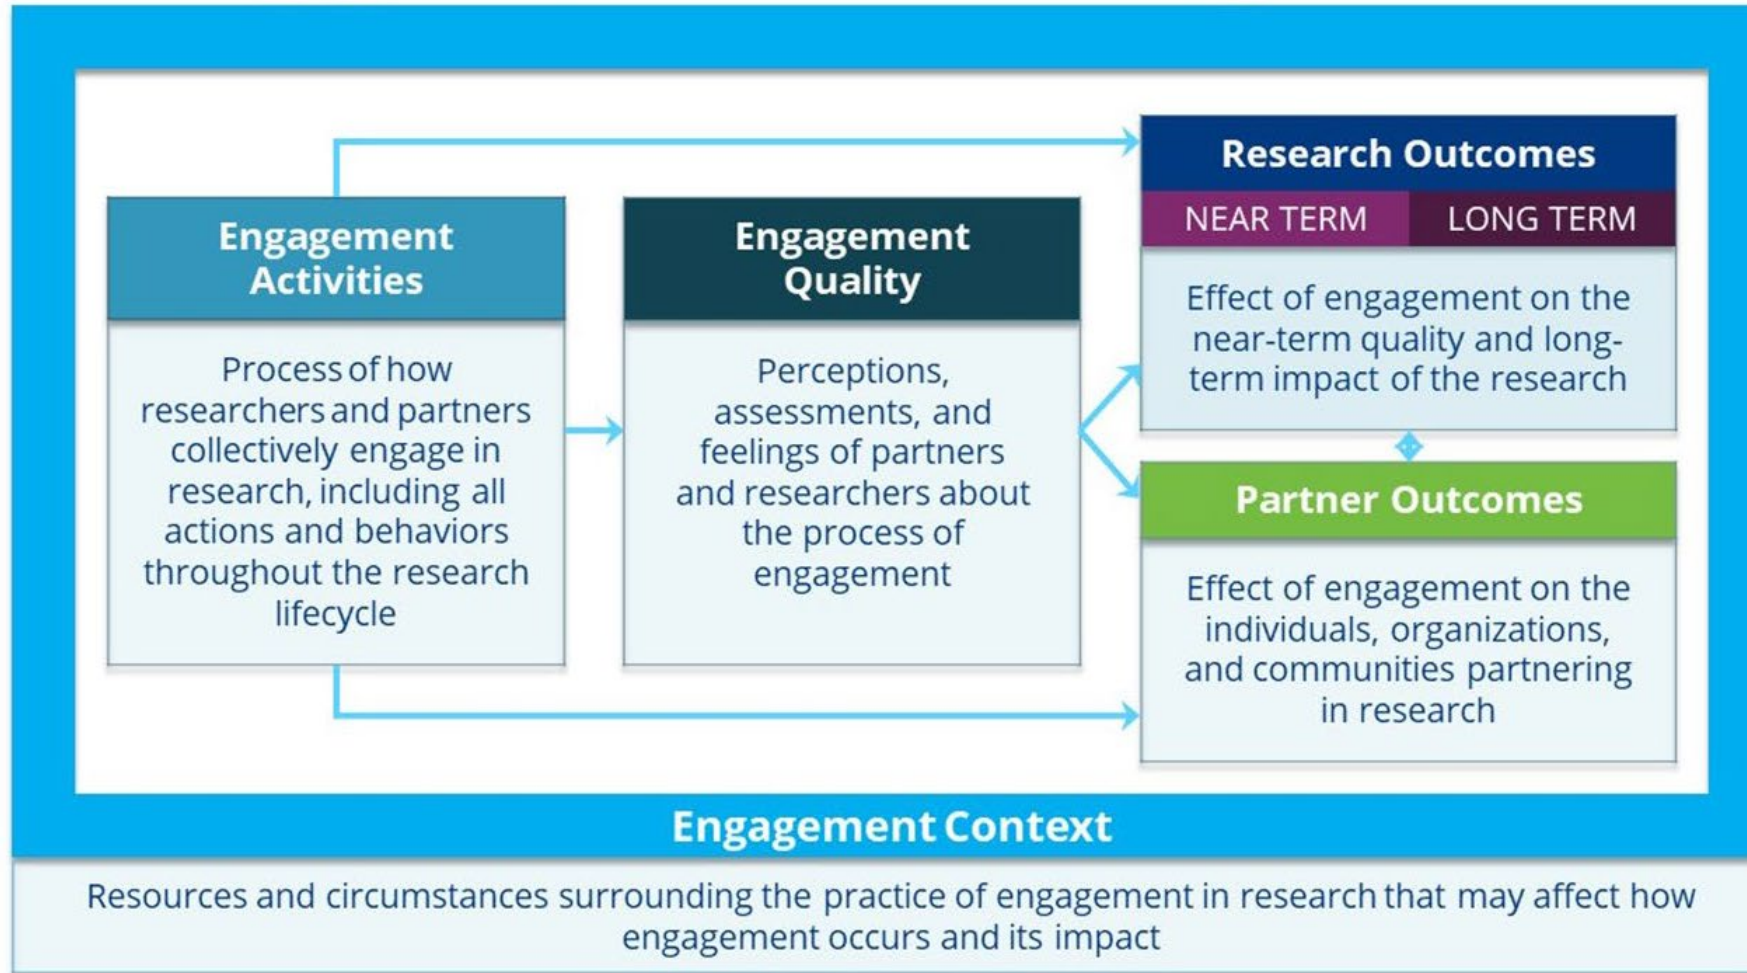 Engagement
Activities
Process of how
researchers and partners
collectively engage in
research, including all
actions and behaviors
throughout the research
lifecycle
Engagement
Quality
Perceptions,
assessments, and
feelings of partners
and researchers about
the process of
engagement
Research Outcomes
NEAR TERM
LONG TERM
Effect of engagement on the
near-term quality and long-
term impact of the research
Partner Outcomes
Effect of engagement on the
individuals, organizations,
and communities partnering
in research
Engagement Context
Resources and circumstances surrounding the practice of engagement in research that may affect how
engagement occurs and its impact